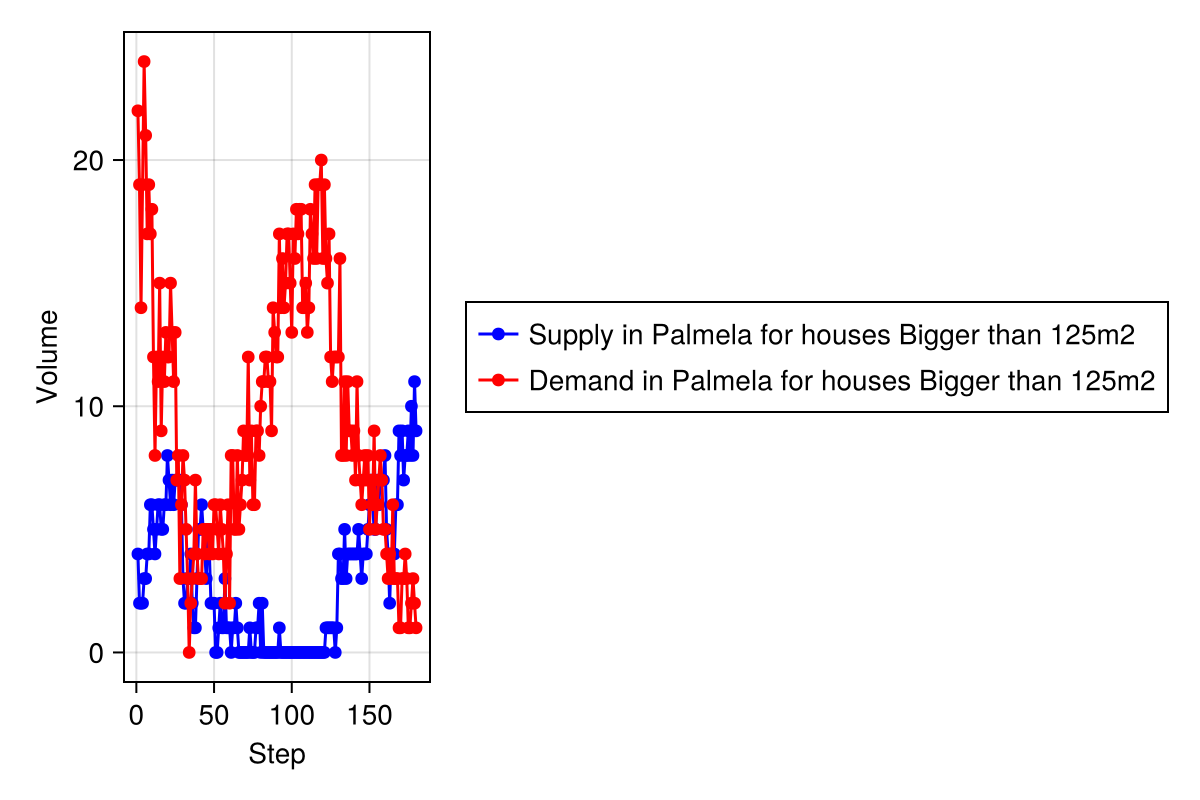 Volume
20
10
0
0 50 100 150
Step
Supply in Palmela for houses Bigger than 125m2
Demand in Palmela for houses Bigger than 125m2